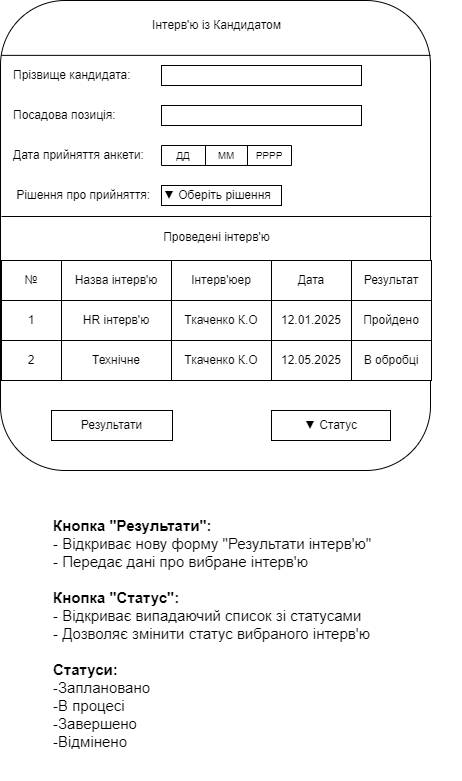 Інтерв'ю із Кандидатом
Прізвище кандидата:
Посадова позиція:
Дата прийняття анкети: ДД ММ РРРР
Рішення про прийняття: ▼ Оберіть рішення
Проведені інтерв'ю
№ Назва інтерв'ю Інтерв'юер Дата Результат
1 HR інтерв'ю Ткаченко К.О 12.01.2025 Пройдено
2 Технічне Ткаченко К.О 12.05.2025 В обробці
Результати ▼ Статус
Кнопка "Результати":
- Відкриває нову форму "Результати інтерв'ю"
- Передає дані про вибране інтерв'ю
Кнопка "Статус":
- Відкриває випадаючий список зі статусами
- Дозволяє змінити статус вибраного інтерв'ю
Статуси:
-Заплановано
-В процесі
-Завершено
-Відмінено